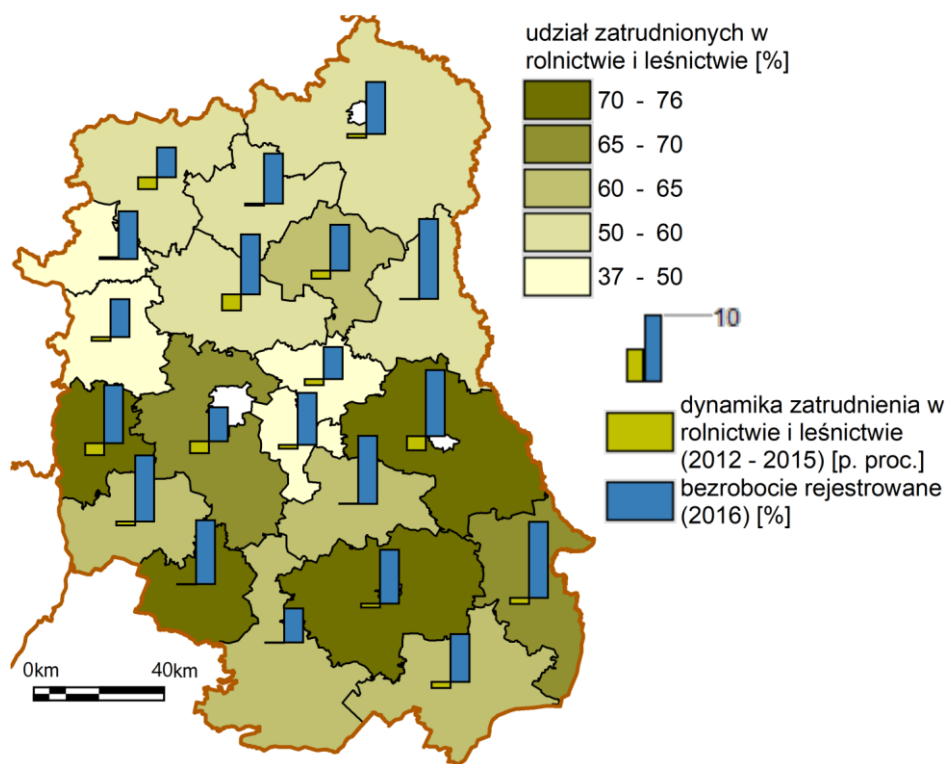 udział zatrudnionych w
rolnictwie i leśnictwie [%]
70 - 76
65 - 70
60 - 65
50 - 60
37 - 50
10
dynamika zatrudnienia w
rolnictwie i leśnictwie
(2012 - 2015) [p. proc.]
bezrobocie rejestrowane
(2016) [%]
0km 40km